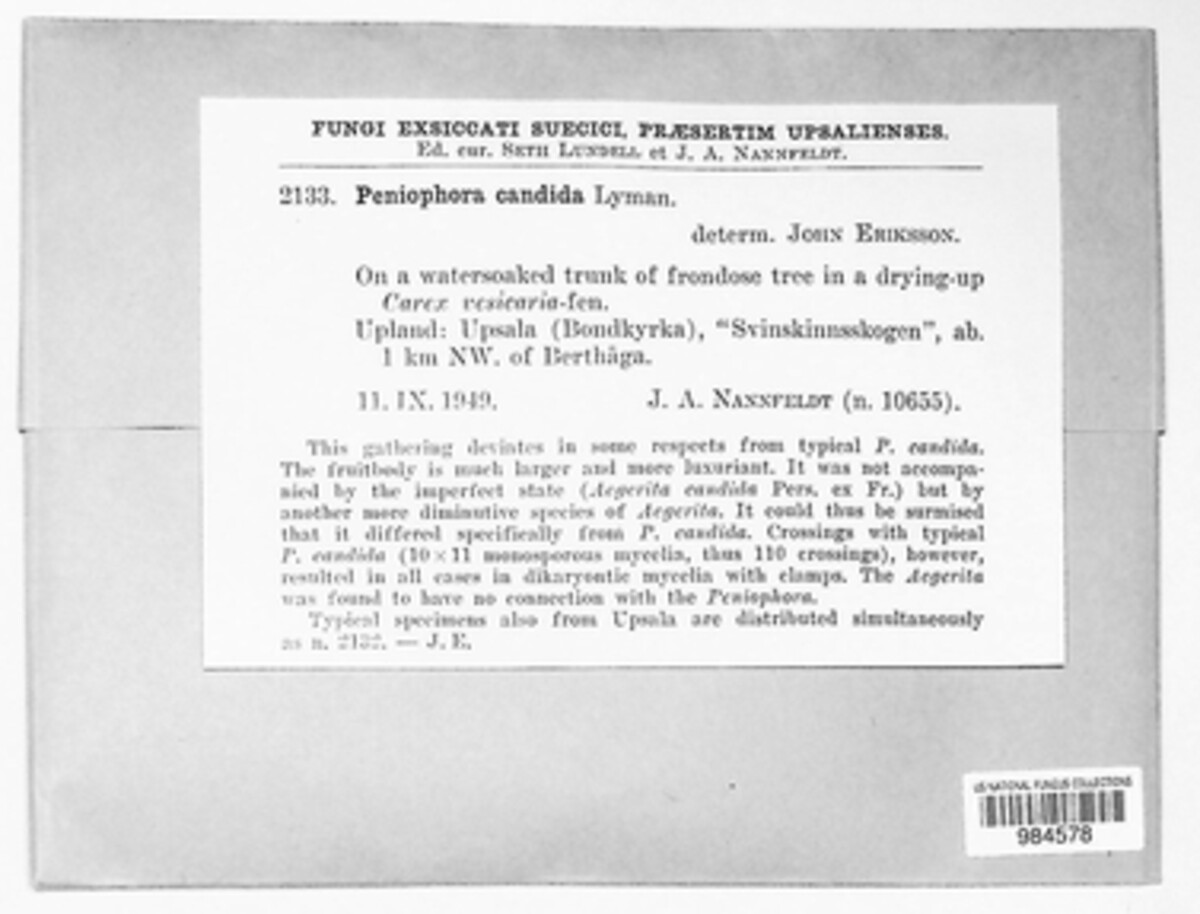 FUNGI EXSICCATI SUECICI, PRÆSERTIM UPSALIENSES.
Ed. cur. SETH LUNDELL et J. A. NANNFELDT.
2133. Peniophora candida Lyman.
determ. JOHN ERIKSSON.
On a watersoaked trunk of frondose tree in a drying-up
Carex vesicaria-fen.
Upland: Upsala (Bondkyrka), "Svinskinnsskogen", ab.
1 km NW. of Berthåga.
11. IX. 1949. J. A. NANNFELDT (n. 10655).
This gathering deviates in some respects from typical P. candida.
The fruitbody is much larger and more luxuriant. It was not accompa-
nied by the imperfect state (Aegerita candida Pers. ex Fr.) but by
another more diminutive species of Aegerita. It could thus be surmised
that it differed specifically from P. candida. Crossings with typical
P. candida (10 × 11 monosporous mycelia, thus 110 crossings), however,
resulted in all cases in dikaryontic mycelia with clamps. The Aegerita
was found to have no connection with the Peniophora.
Typical specimens also from Upsala are distributed simultaneously
as n. 2132. — J. E.
US NATIONAL FUNGUS COLLECTIONS
984578